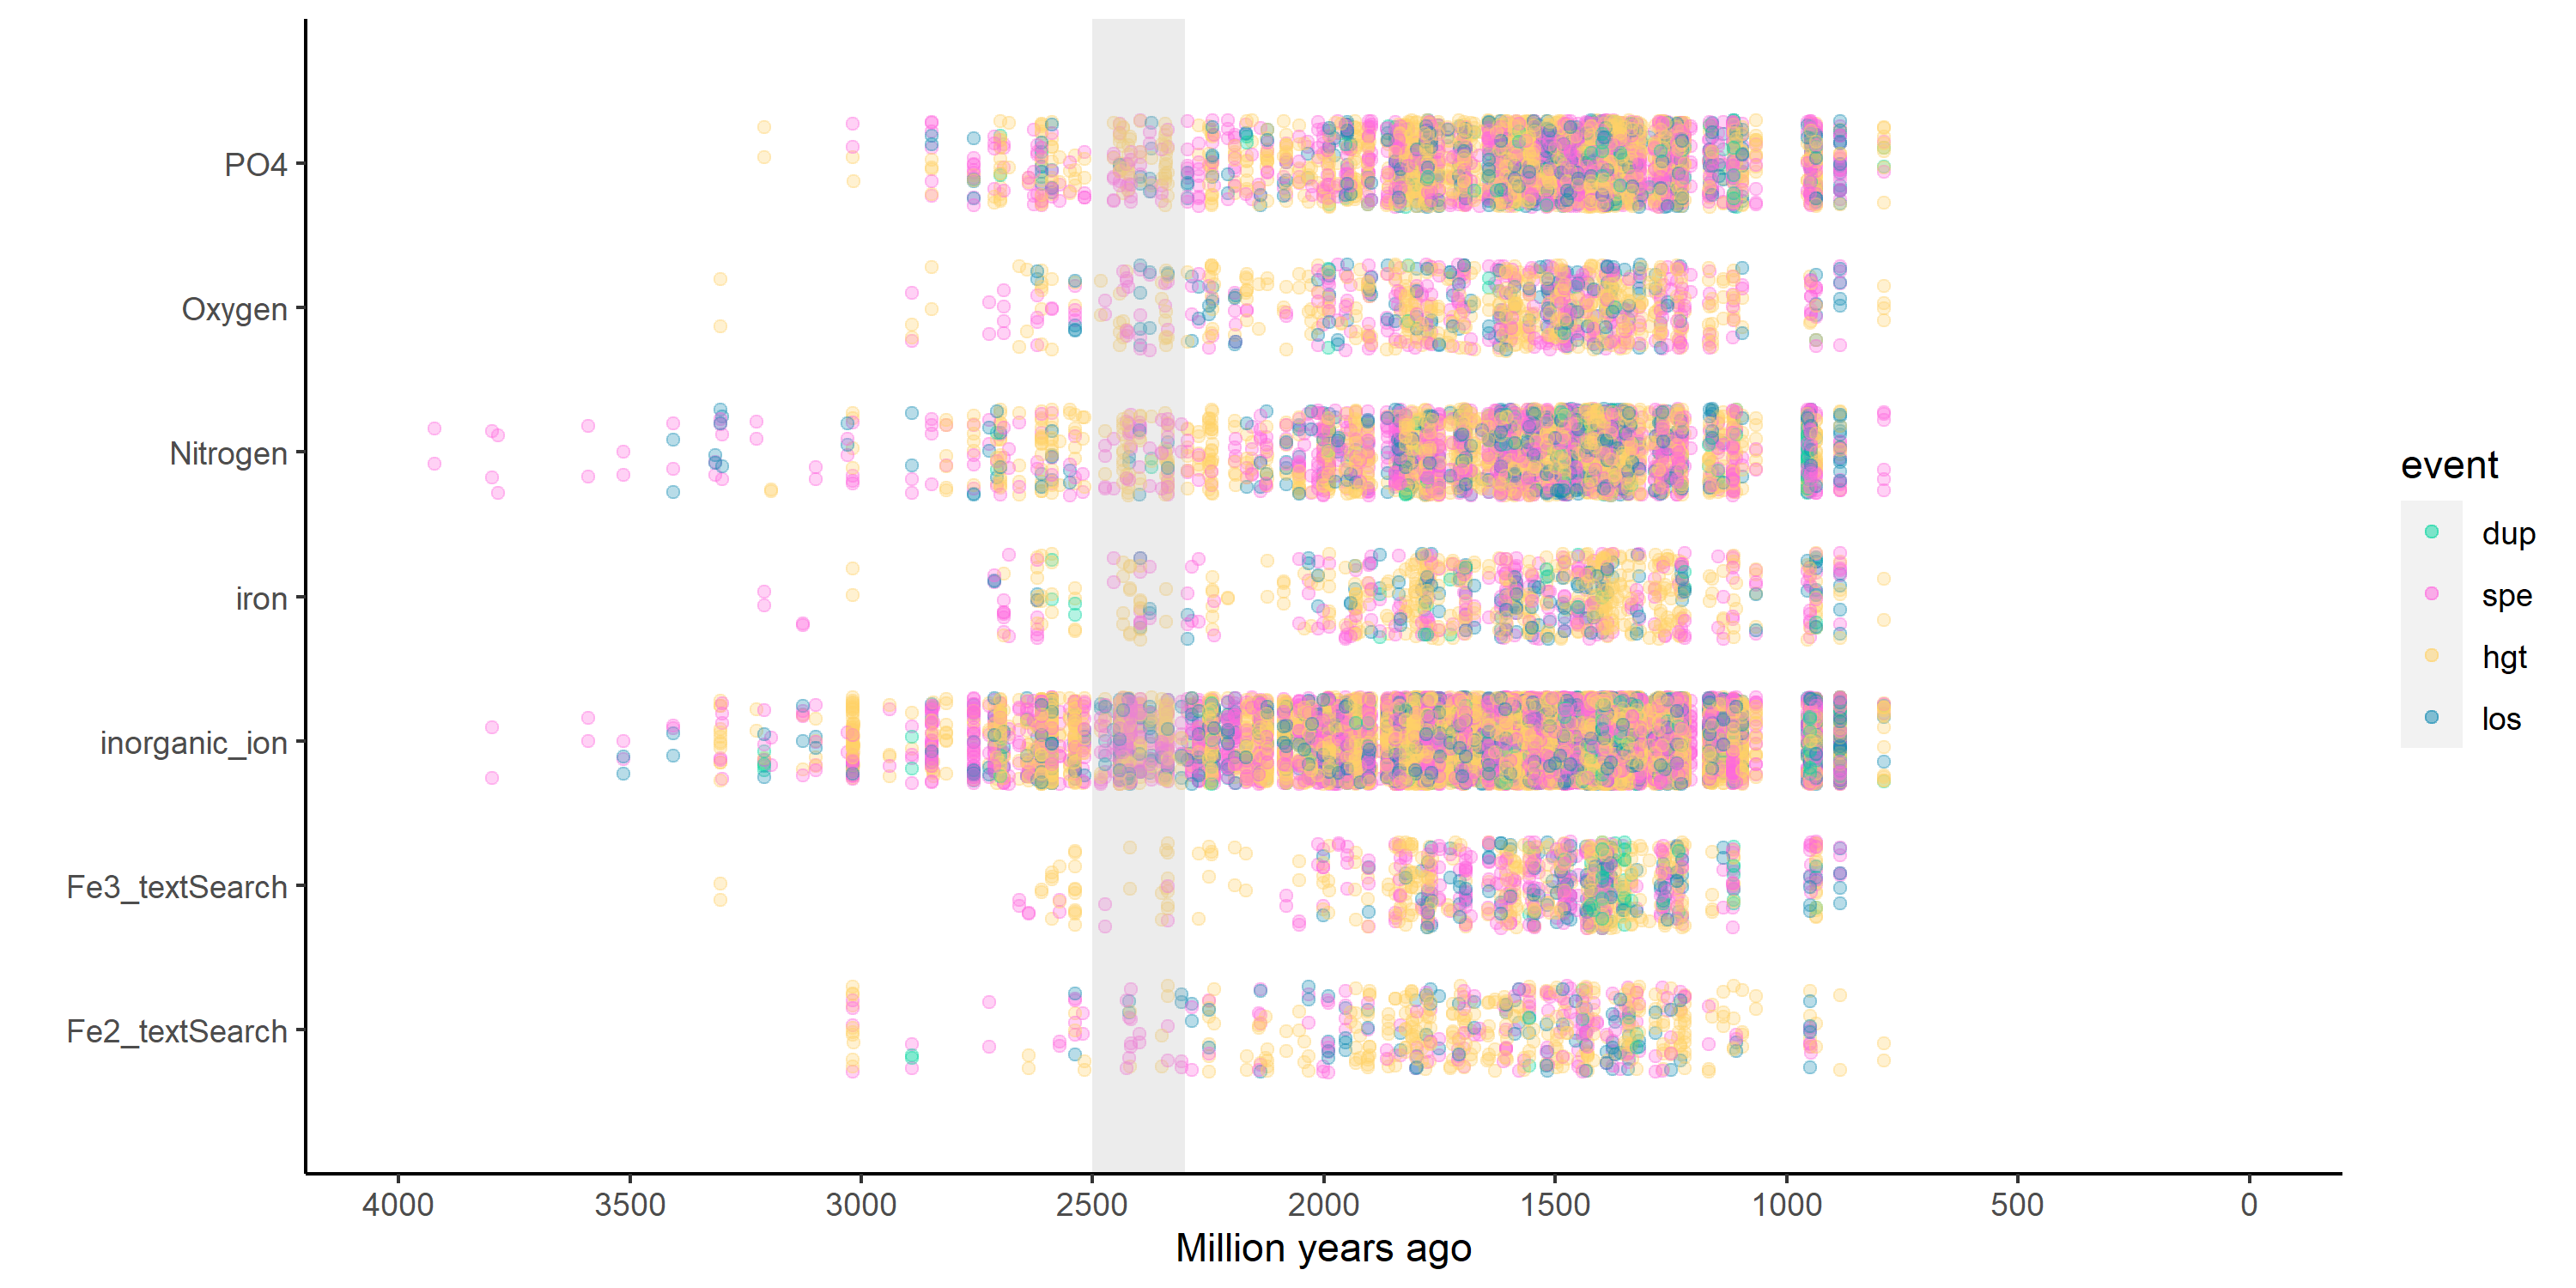 PO4
Oxygen
Nitrogen
iron
inorganic_ion
Fe3_textSearch
Fe2_textSearch
4000 3500 3000 2500 2000 1500 1000 500 0
Million years ago
event
dup
spe
hgt
los